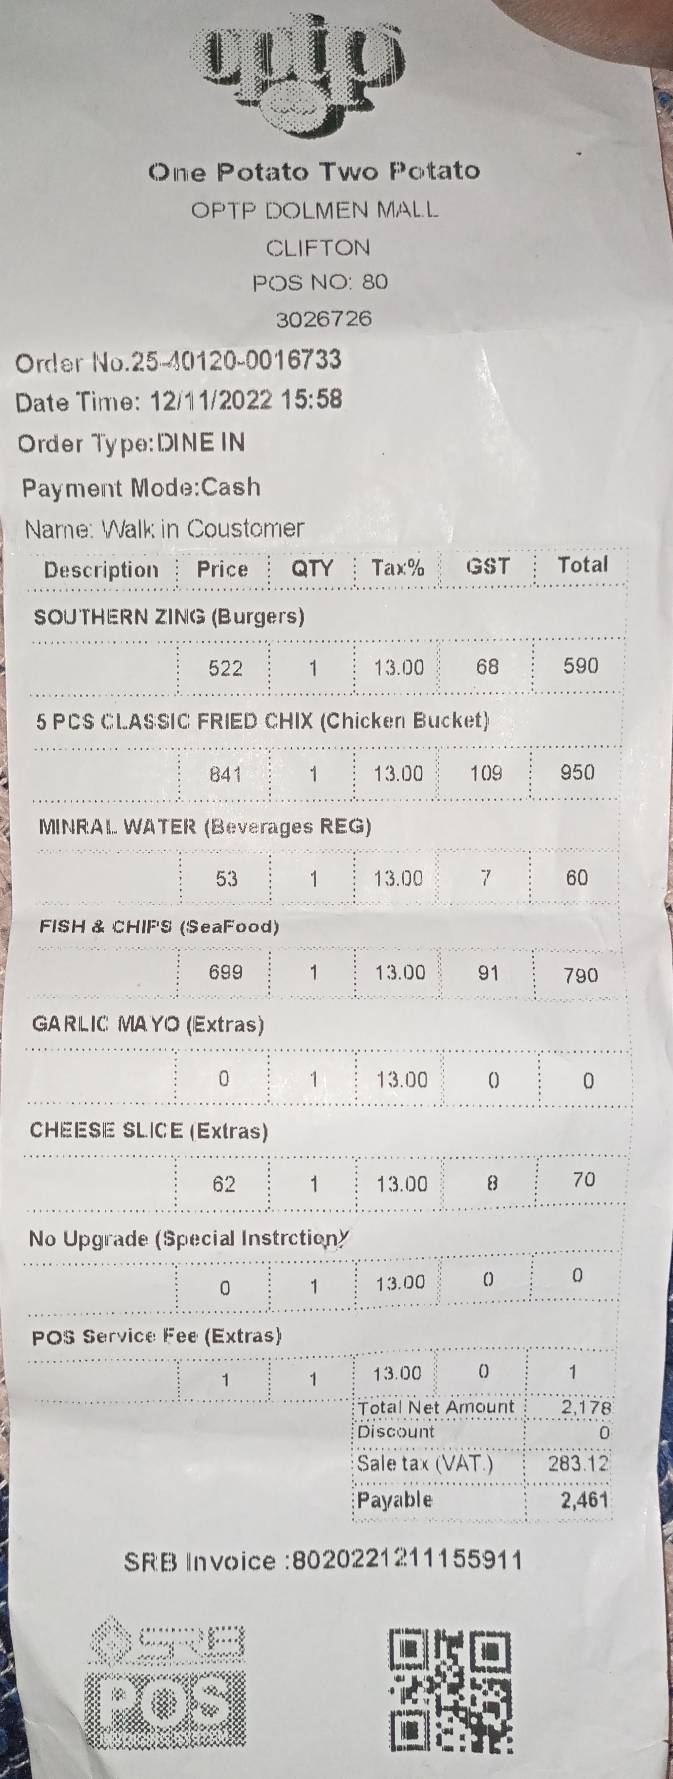 optp
One Potato Two Potato
OPTP DOLMEN MALL
CLIFTON
POS NO: 80
3026726
Order No.25-40120-0016733
Date Time: 12/11/2022 15:58
Order Type:DINE IN
Payment Mode:Cash
Name: Walk in Coustomer
Description Price QTY Tax% GST Total
SOUTHERN ZING (Burgers)
522 1 13.00 68 590
5 PCS CLASSIC FRIED CHIX (Chicken Bucket)
841 1 13.00 109 950
MINRAL WATER (Beverages REG)
53 1 13.00 7 60
FISH & CHIPS (SeaFood)
699 1 13.00 91 790
GARLIC MAYO (Extras)
0 1 13.00 0 0
CHEESE SLICE (Extras)
62 1 13.00 8 70
No Upgrade (Special Instrction)
0 1 13.00 0 0
POS Service Fee (Extras)
1 1 13.00 0 1
Total Net Amount 2,178
Discount 0
Sale tax (VAT.) 283.12
Payable 2,461
SRB Invoice :8020221211155911
SRB
POS